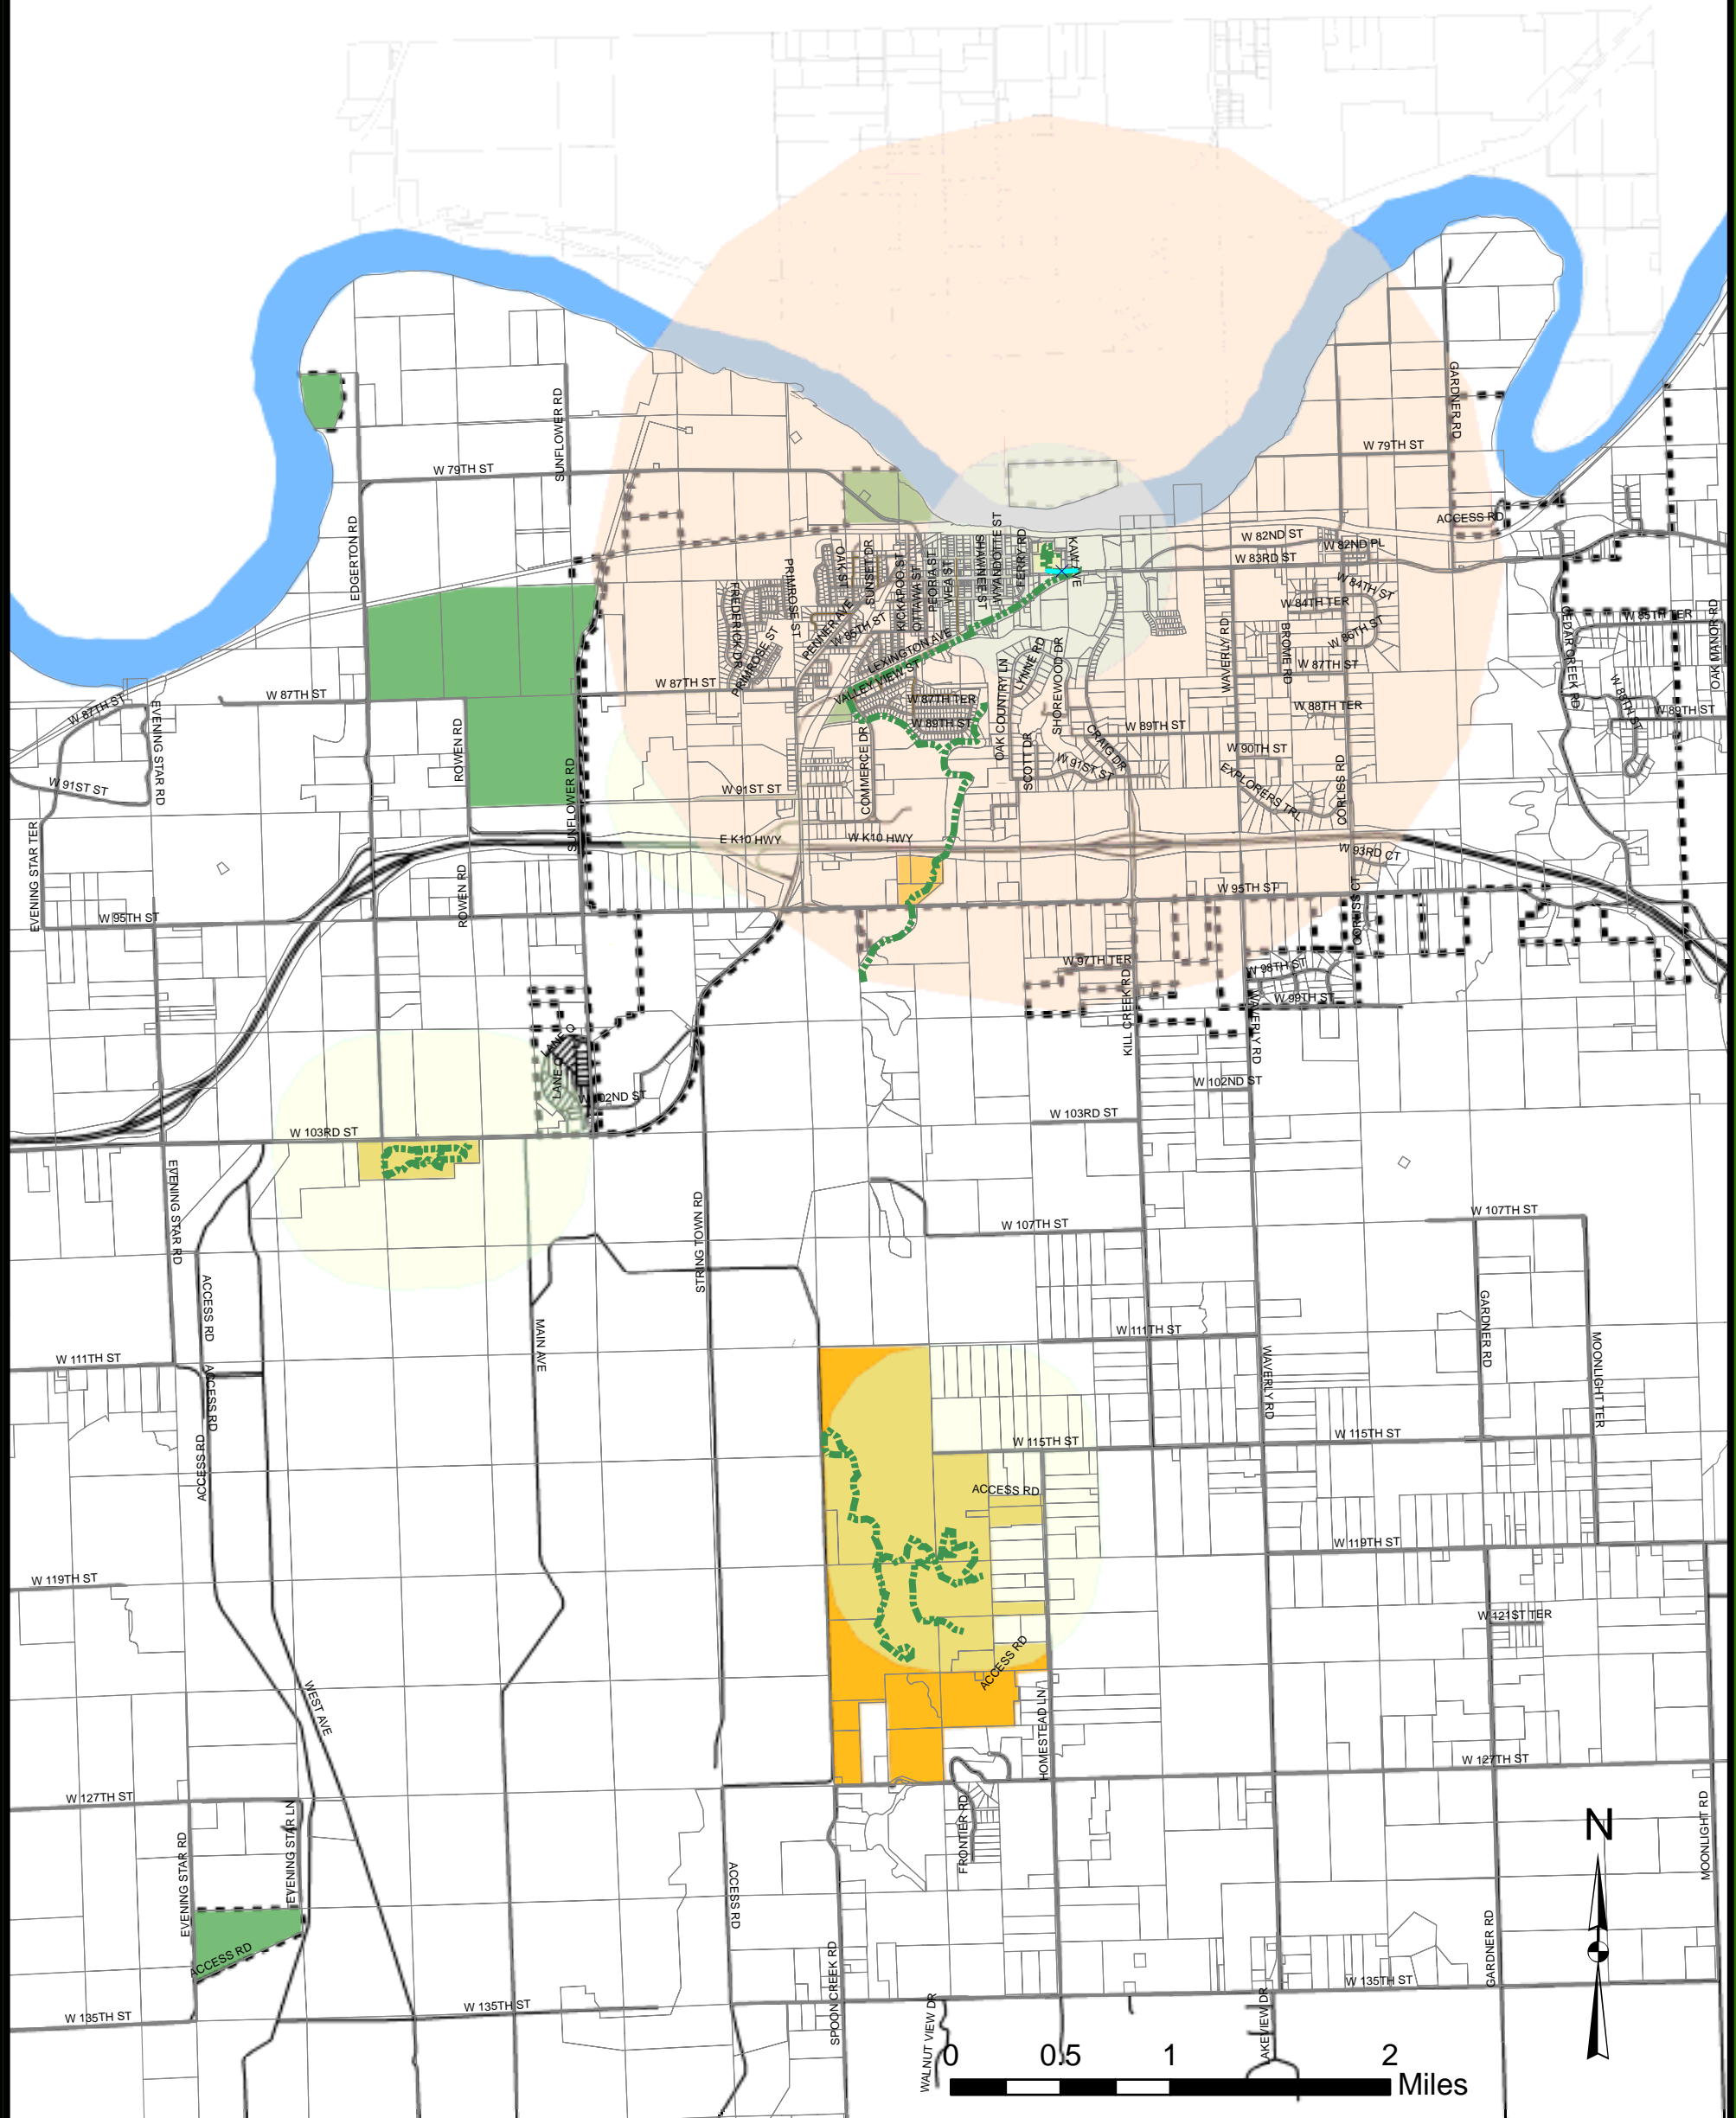 GARDNER RD
SUNFLOWER RD
W 79TH ST
W 79TH ST
EDGERTON RD
ACCESS RD
W 82ND ST
W 82ND PL
W 83RD ST
KAW AVE
FERRY RD
WYANDOTTE ST
SHAWNEE ST
WEA ST
PEORIA ST
OTTAWA ST
KICKAPOO ST
SUNSET DR
OAK ST
PRIMROSE ST
FREDERICK DR
PRIMROSE ST
PENNER AVE
W 85TH ST
LEXINGTON AVE
VALLEY VIEW ST
W 84TH ST
W 84TH TER
W 86TH ST
BROME RD
WAVERLY RD
W 87TH ST
W 88TH TER
CEDAR CREEK RD
W 85TH TER
OAK MANOR RD
W 88TH ST
W 89TH ST
LYNNE RD
SHOREWOOD DR
OAK COUNTRY LN
W 87TH TER
W 89TH ST
W 87TH ST
W 87TH ST
W 87TH ST
EVENING STAR RD
ROWEN RD
SUNFLOWER RD
W 91ST ST
W 91ST ST
COMMERCE DR
SCOTT DR
CRAIG DR
W 91ST ST
W 89TH ST
W 90TH ST
EXPLORERS TRL
CORLISS RD
E K10 HWY
W K10 HWY
W 93RD CT
EVENING STAR TER
ROWEN RD
W 95TH ST
W 95TH ST
CORLISS CT
W 97TH TER
W 98TH ST
W 99TH ST
KILL CREEK RD
WAVERLY RD
LANE O
LANE O
W 102ND ST
W 102ND ST
W 103RD ST
W 103RD ST
EVENING STAR RD
STRING TOWN RD
W 107TH ST
W 107TH ST
ACCESS RD
MAIN AVE
W 111TH ST
W 111TH ST
GARDNER RD
MOONLIGHT TER
WAVERLY RD
ACCESS RD
ACCESS RD
W 115TH ST
W 115TH ST
ACCESS RD
W 119TH ST
W 119TH ST
W 121ST TER
ACCESS RD
WEST AVE
HOMESTEAD LN
W 127TH ST
W 127TH ST
EVENING STAR LN
EVENING STAR RD
FRONTIER RD
MOONLIGHT RD
N
ACCESS RD
ACCESS RD
GARDNER RD
SPOON CREEK RD
W 135TH ST
W 135TH ST
W 135TH ST
WALNUT VIEW DR
LAKEVIEW DR
0 0.5 1 2
Miles